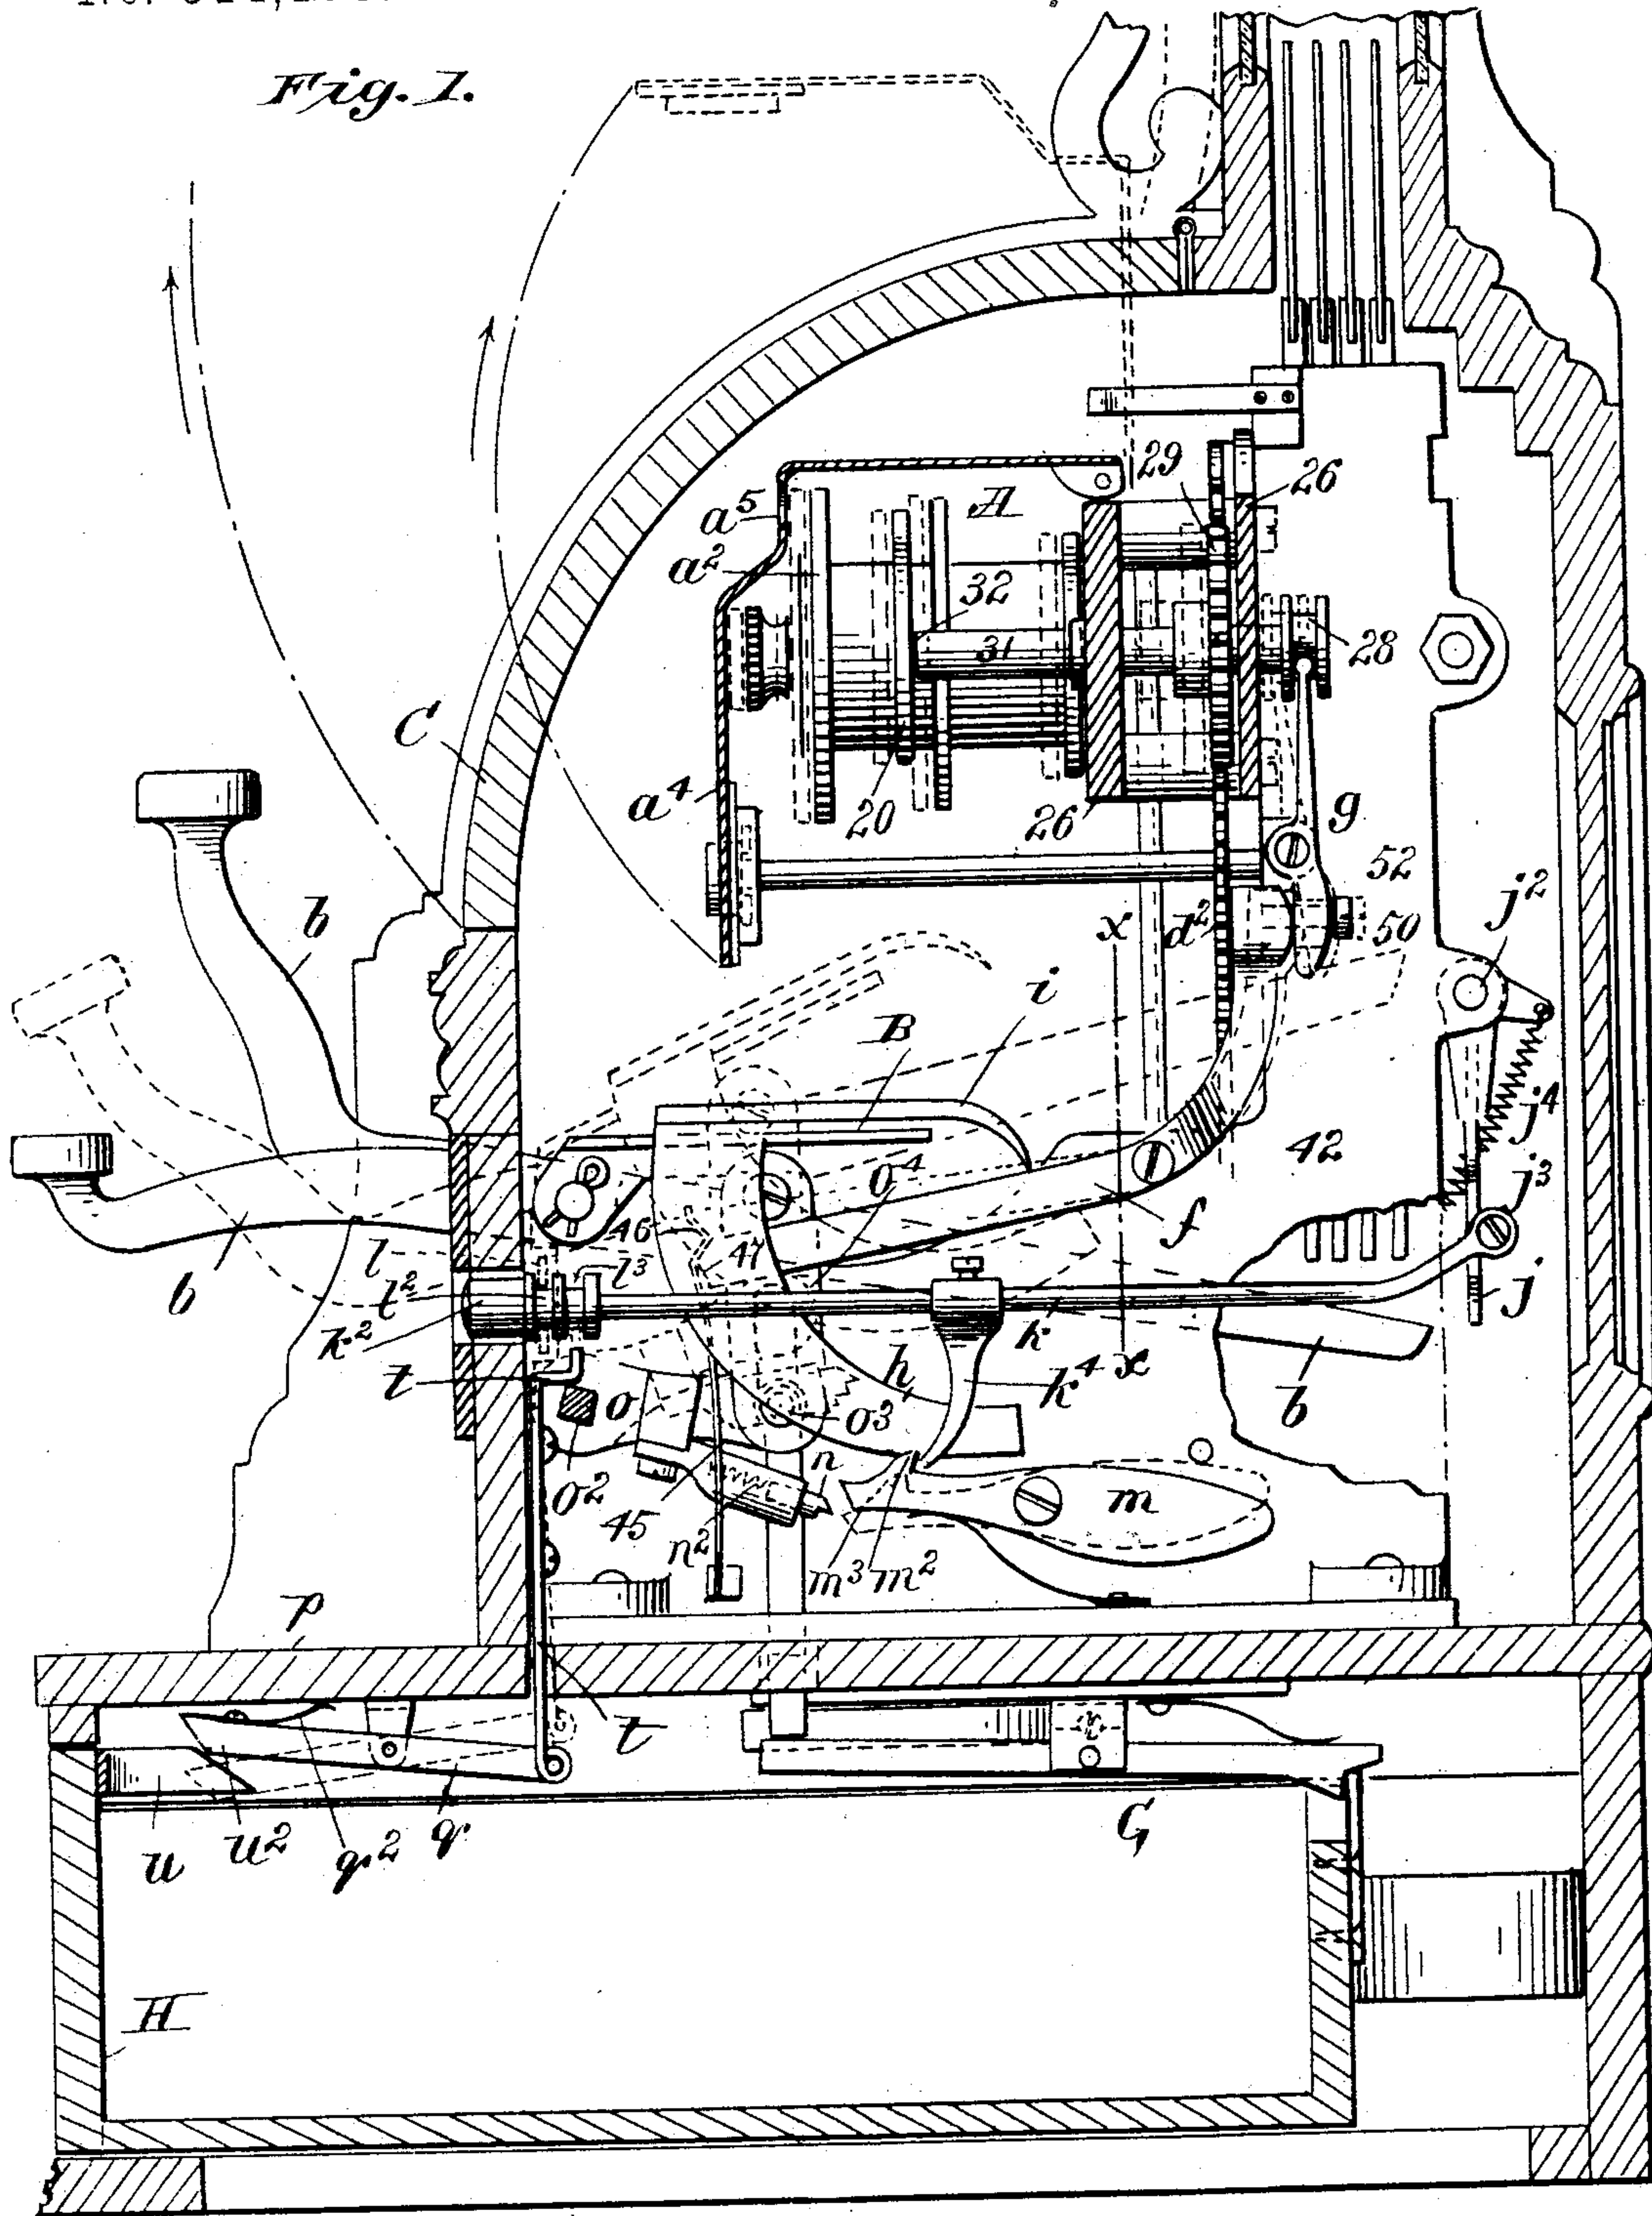 Fig. 1.
29
A
26
a⁵
a²
32
31
28
C
20
26
g
a⁴
52
j²
x
d²
50
b
i
B
j⁴
42
o⁴
j³
f
46
47
l
l³
l²
b
k²
k
j
x
t
h
k⁴
b
o
o³
n
o²
m
45
n²
m³ m²
p
t
G
u
u²
q²
q
H